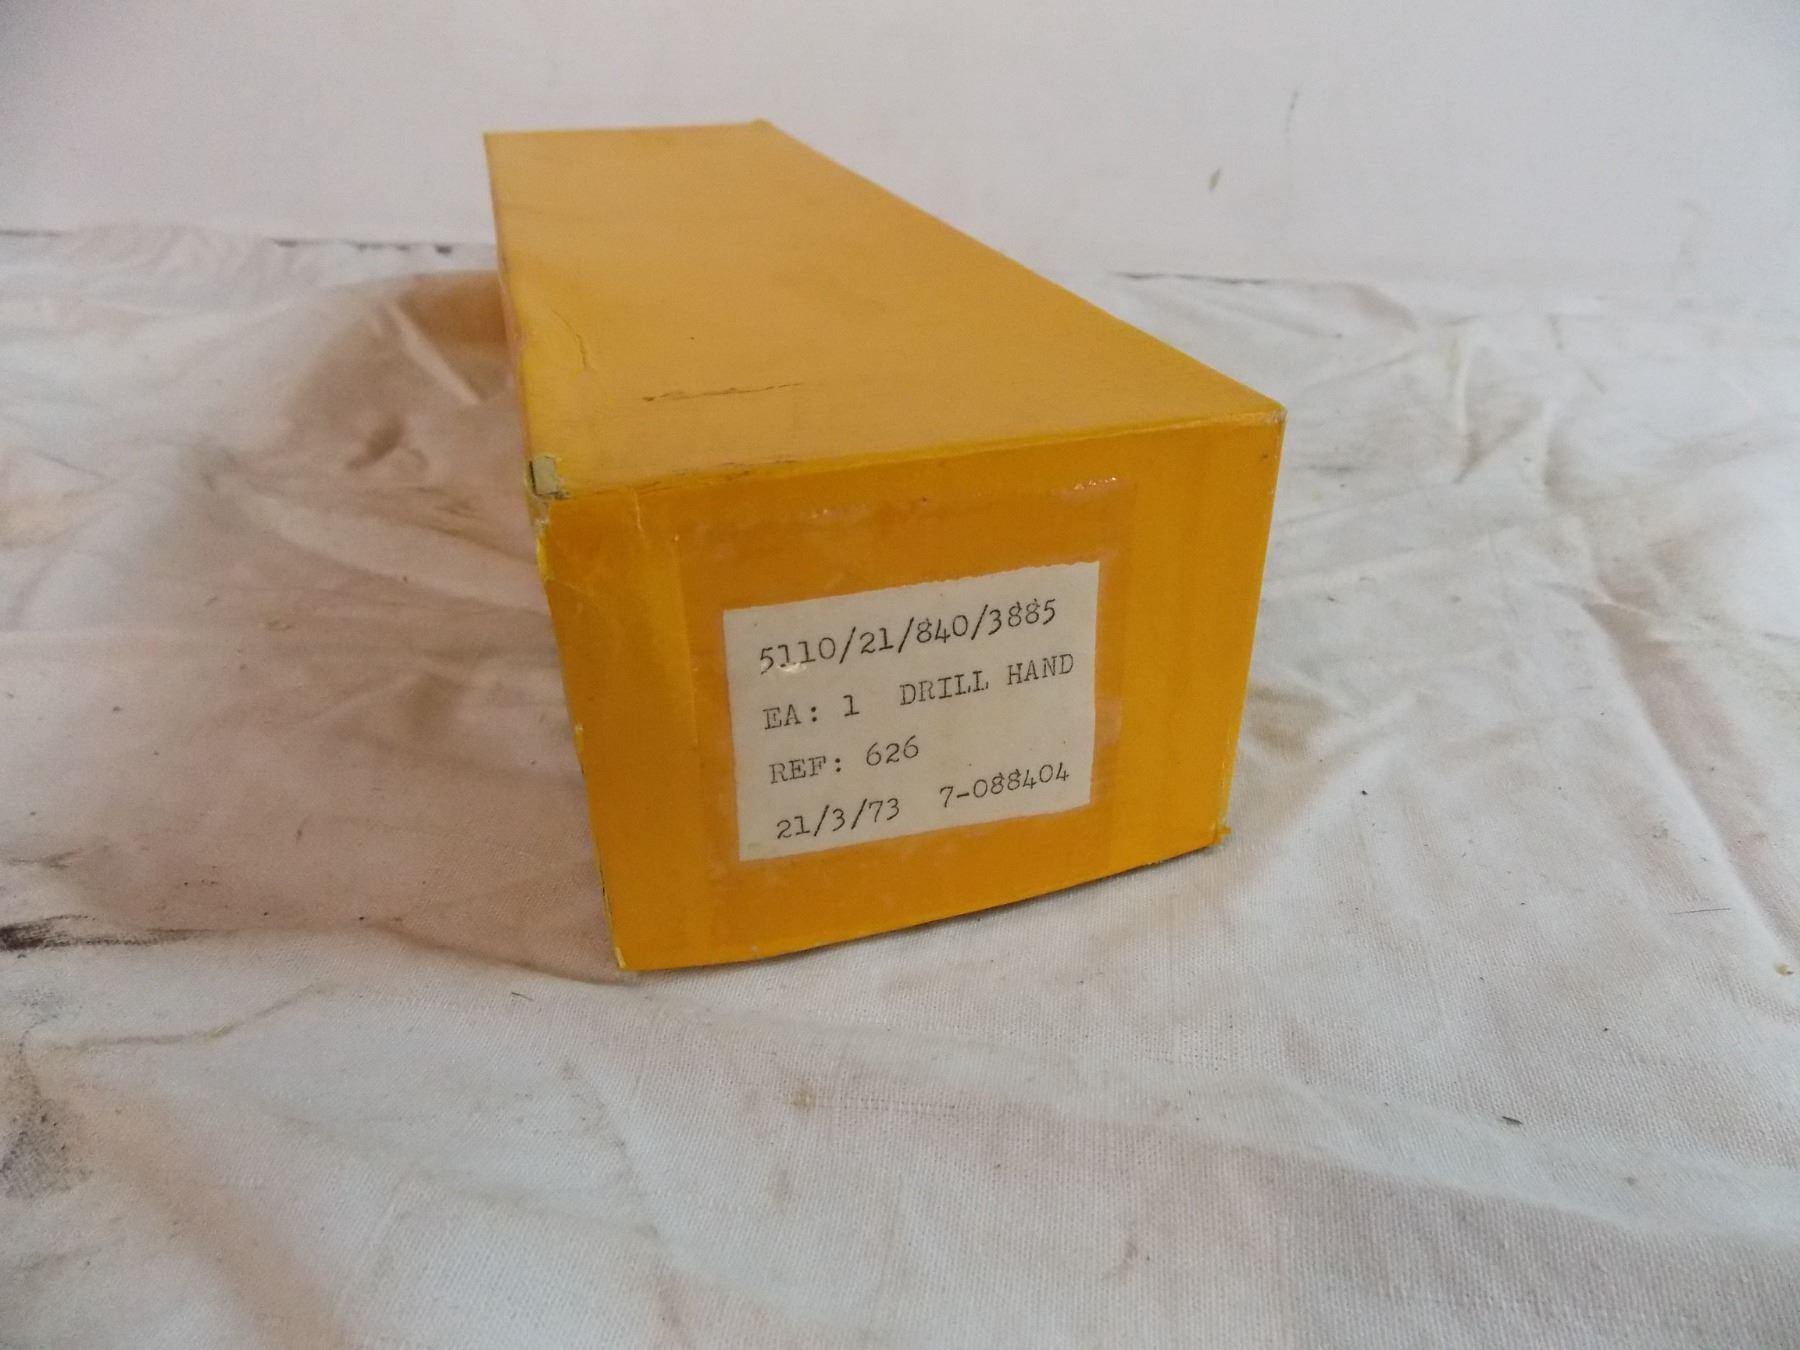 5110/21/840/3885
EA: 1 DRILL HAND
REF: 626
21/3/73 7-088404